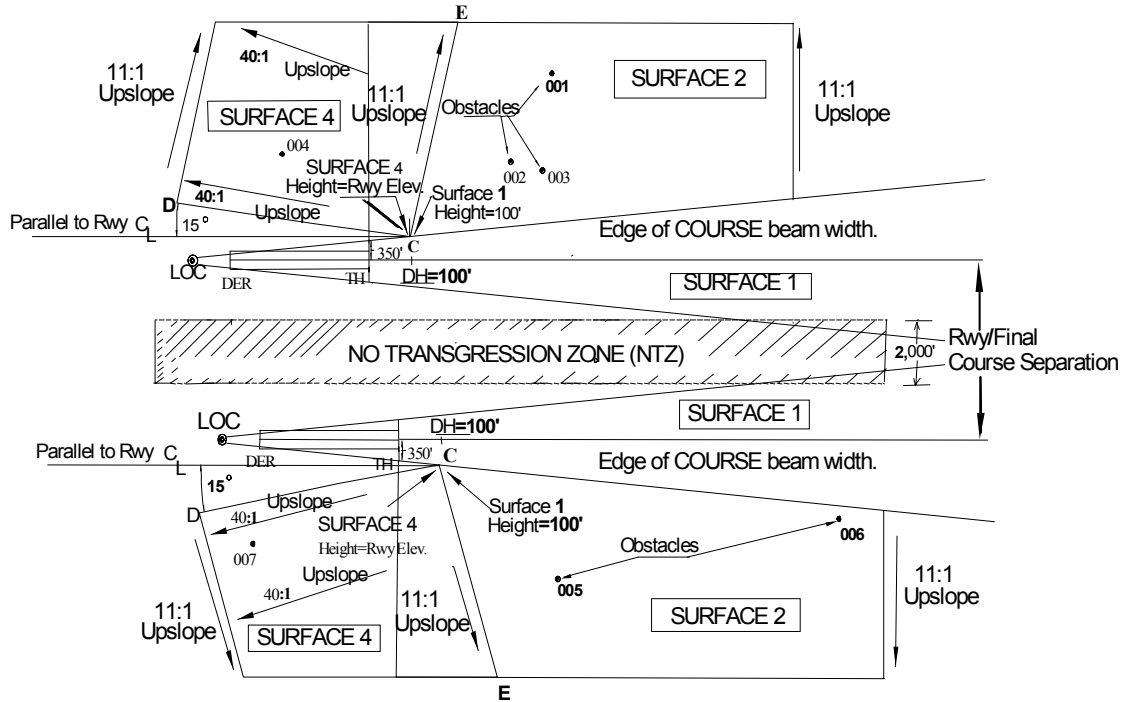 E
40:1
Upslope
11:1
Upslope
11:1
Upslope
001
SURFACE 2
11:1
Upslope
SURFACE 4
Obstacles
004
002
003
SURFACE 4
Height=Rwy Elev.
Surface 1
Height=100'
40:1
Upslope
D
Parallel to Rwy CL
15°
Edge of COURSE beam width.
350'
C
LOC
DER
TH
DH=100'
SURFACE 1
NO TRANSGRESSION ZONE (NTZ)
2,000'
Rwy/Final
Course Separation
SURFACE 1
LOC
DH=100'
Parallel to Rwy CL
DER
TH
350'
C
Edge of COURSE beam width.
15°
Upslope
D
40:1
SURFACE 4
Height=Rwy Elev.
Surface 1
Height=100'
006
Obstacles
007
Upslope
005
40:1
11:1
Upslope
11:1
Upslope
11:1
Upslope
SURFACE 2
SURFACE 4
E